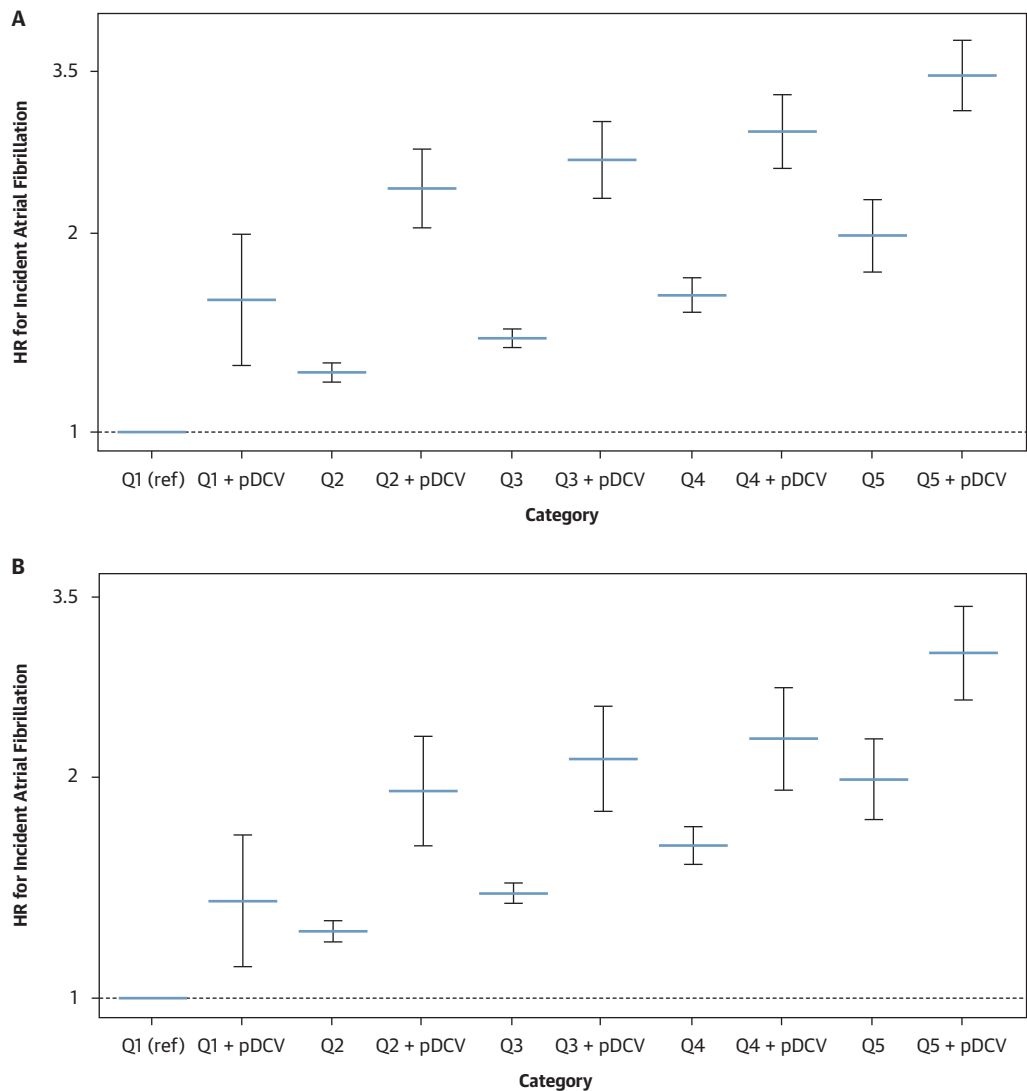 A
HR for Incident Atrial Fibrillation
3.5
2
1
Q1 (ref) Q1 + pDCV Q2 Q2 + pDCV Q3 Q3 + pDCV Q4 Q4 + pDCV Q5 Q5 + pDCV
Category
B
HR for Incident Atrial Fibrillation
3.5
2
1
Q1 (ref) Q1 + pDCV Q2 Q2 + pDCV Q3 Q3 + pDCV Q4 Q4 + pDCV Q5 Q5 + pDCV
Category